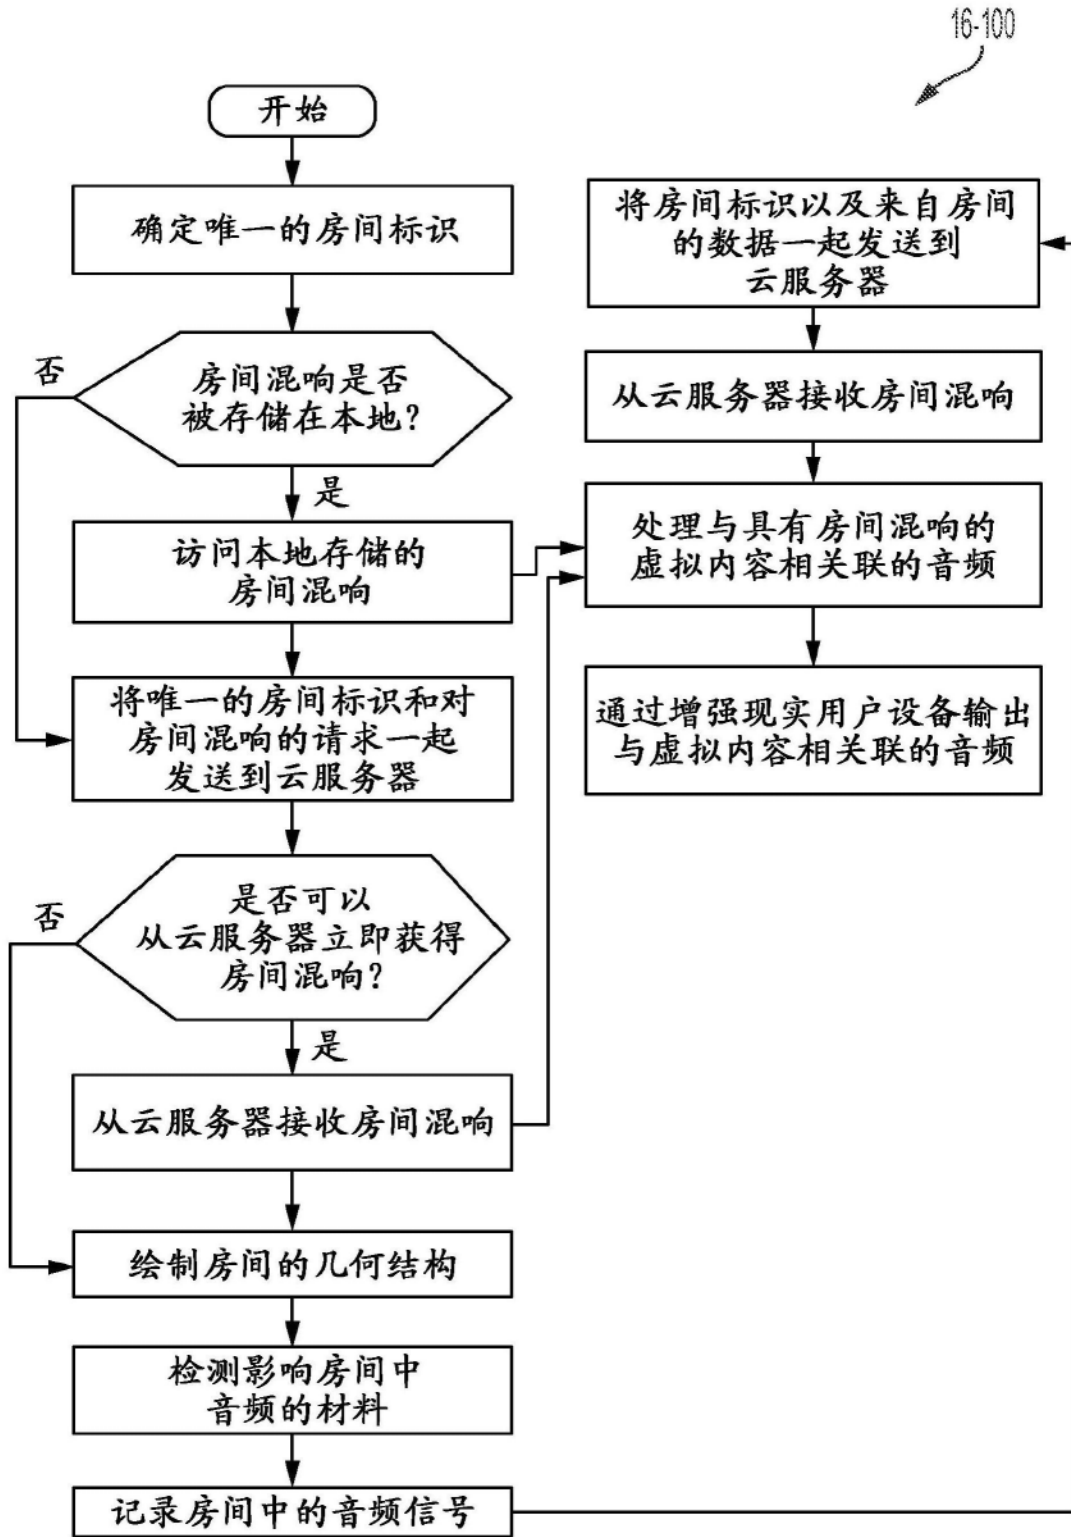 16-100
开始
确定唯一的房间标识
房间混响是否
被存储在本地？
否
是
访问本地存储的
房间混响
将唯一的房间标识和对
房间混响的请求一起
发送到云服务器
是否可以
从云服务器立即获得
房间混响？
否
是
从云服务器接收房间混响
绘制房间的几何结构
检测影响房间中
音频的材料
记录房间中的音频信号
将房间标识以及来自房间
的数据一起发送到
云服务器
从云服务器接收房间混响
处理与具有房间混响的
虚拟内容相关联的音频
通过增强现实用户设备输出
与虚拟内容相关联的音频